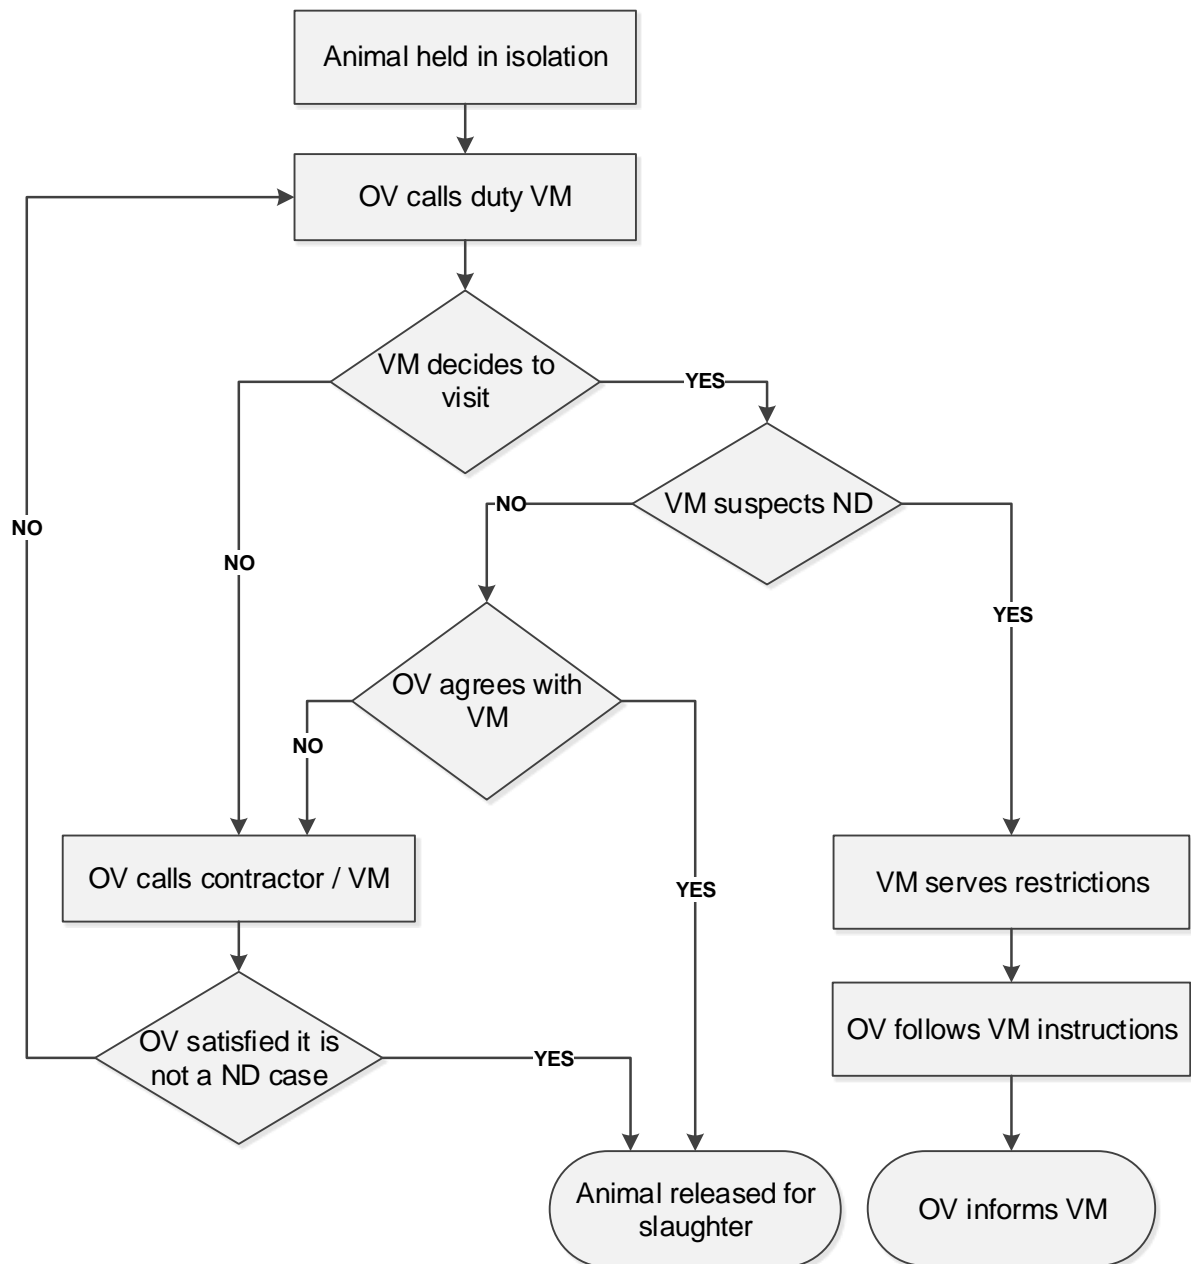 Animal held in isolation
OV calls duty VM
VM decides to
visit
YES
VM suspects ND
NO
NO
NO
YES
OV agrees with
VM
NO
YES
OV calls contractor / VM
VM serves restrictions
OV satisfied it is
not a ND case
YES
OV follows VM instructions
Animal released for
slaughter
OV informs VM